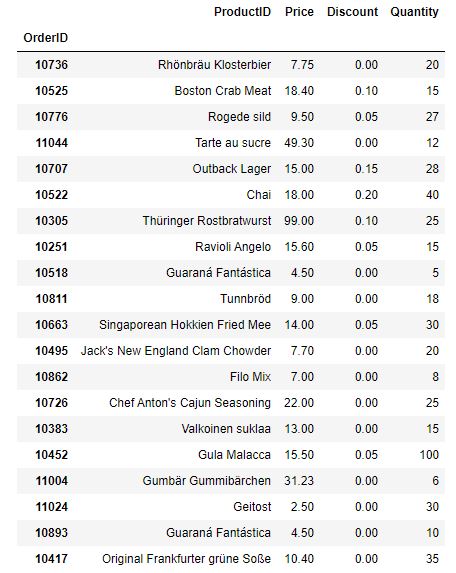 ProductID Price Discount Quantity
OrderID
10736 Rhönbräu Klosterbier 7.75 0.00 20
10525 Boston Crab Meat 18.40 0.10 15
10776 Rogede sild 9.50 0.05 27
11044 Tarte au sucre 49.30 0.00 12
10707 Outback Lager 15.00 0.15 28
10522 Chai 18.00 0.20 40
10305 Thüringer Rostbratwurst 99.00 0.10 25
10251 Ravioli Angelo 15.60 0.05 15
10518 Guaraná Fantástica 4.50 0.00 5
10811 Tunnbröd 9.00 0.00 18
10663 Singaporean Hokkien Fried Mee 14.00 0.05 30
10495 Jack's New England Clam Chowder 7.70 0.00 20
10862 Filo Mix 7.00 0.00 8
10726 Chef Anton's Cajun Seasoning 22.00 0.00 25
10383 Valkoinen suklaa 13.00 0.00 15
10452 Gula Malacca 15.50 0.05 100
11004 Gumbär Gummibärchen 31.23 0.00 6
11024 Geitost 2.50 0.00 30
10893 Guaraná Fantástica 4.50 0.00 10
10417 Original Frankfurter grüne Soße 10.40 0.00 35